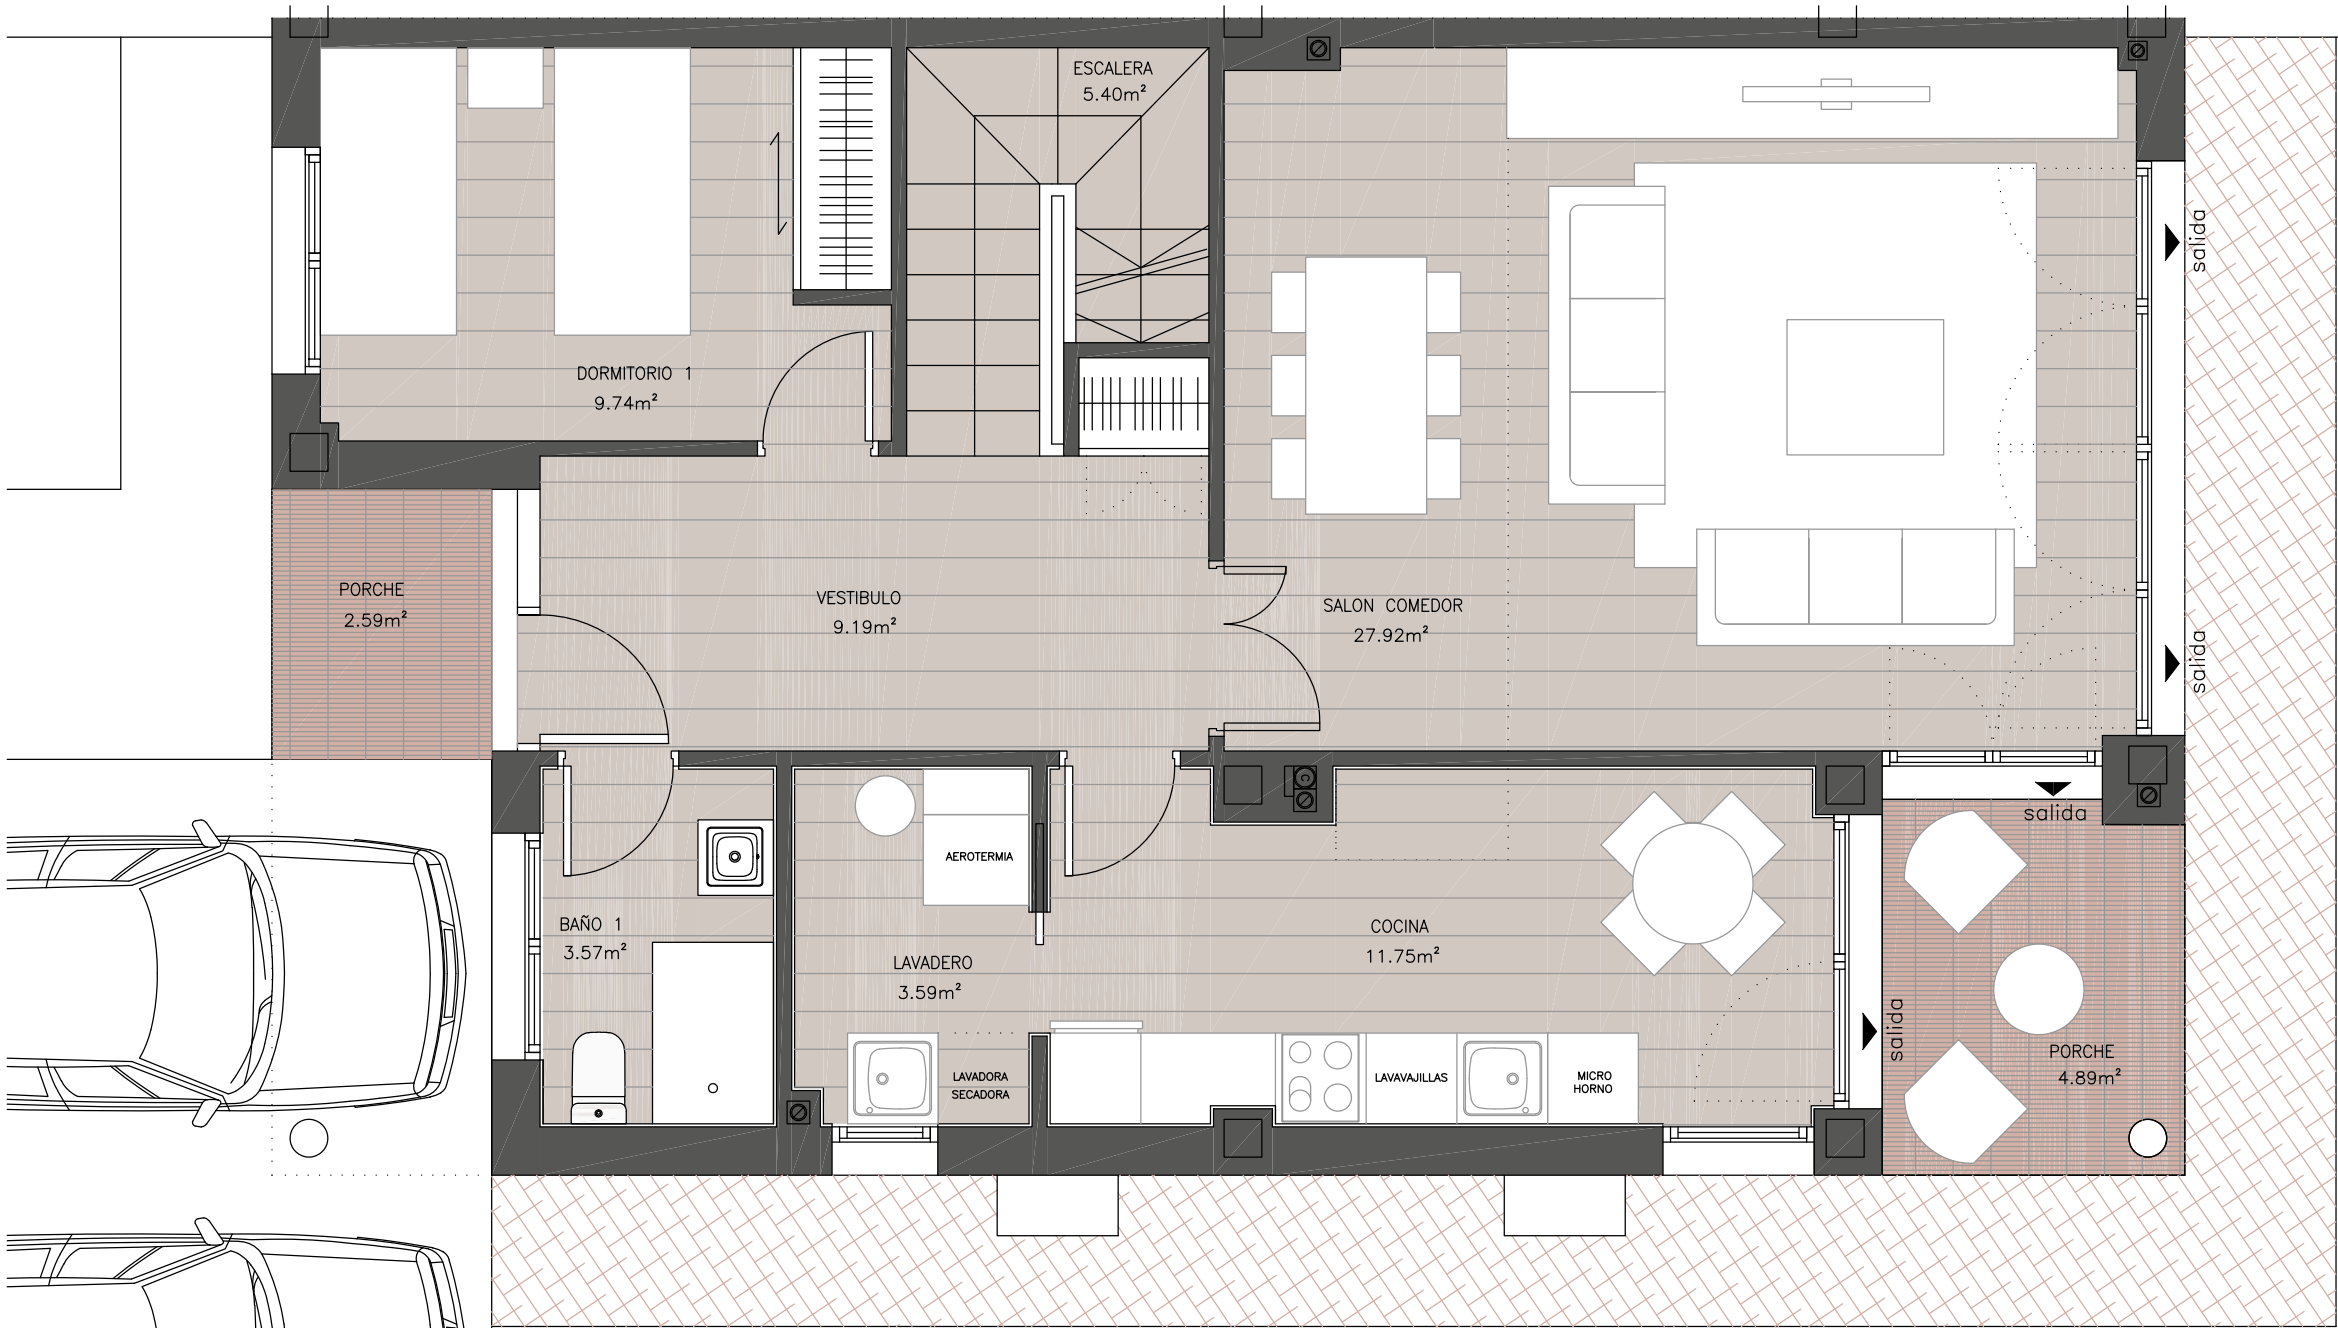 ESCALERA
5.40m²
salida
DORMITORIO 1
9.74m²
PORCHE
2.59m²
VESTIBULO
9.19m²
SALON COMEDOR
27.92m²
salida
C
salida
AEROTERMIA
BAÑO 1
3.57m²
LAVADERO
3.59m²
COCINA
11.75m²
salida
PORCHE
4.89m²
LAVADORA
SECADORA
LAVAVAJILLAS
MICRO
HORNO